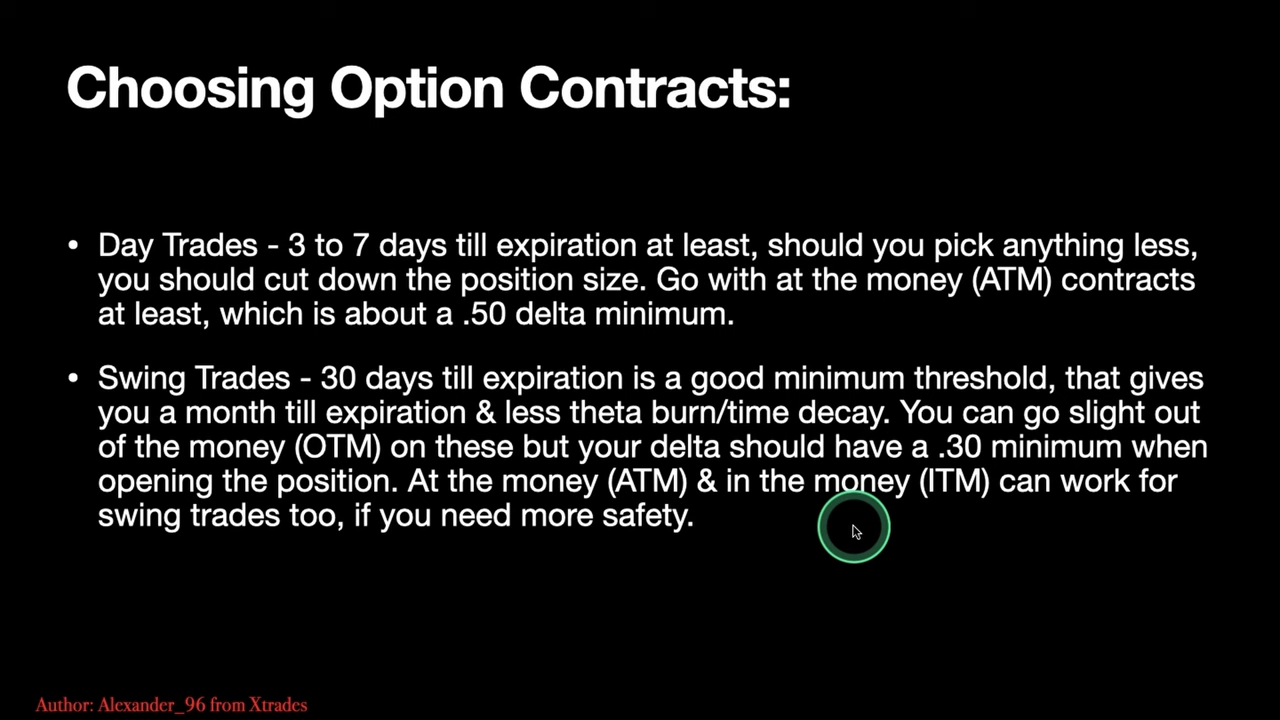 Choosing Option Contracts:
• Day Trades - 3 to 7 days till expiration at least, should you pick anything less,
you should cut down the position size. Go with at the money (ATM) contracts
at least, which is about a .50 delta minimum.
• Swing Trades - 30 days till expiration is a good minimum threshold, that gives
you a month till expiration & less theta burn/time decay. You can go slight out
of the money (OTM) on these but your delta should have a .30 minimum when
opening the position. At the money (ATM) & in the money (ITM) can work for
swing trades too, if you need more safety.
Author: Alexander_96 from Xtrades